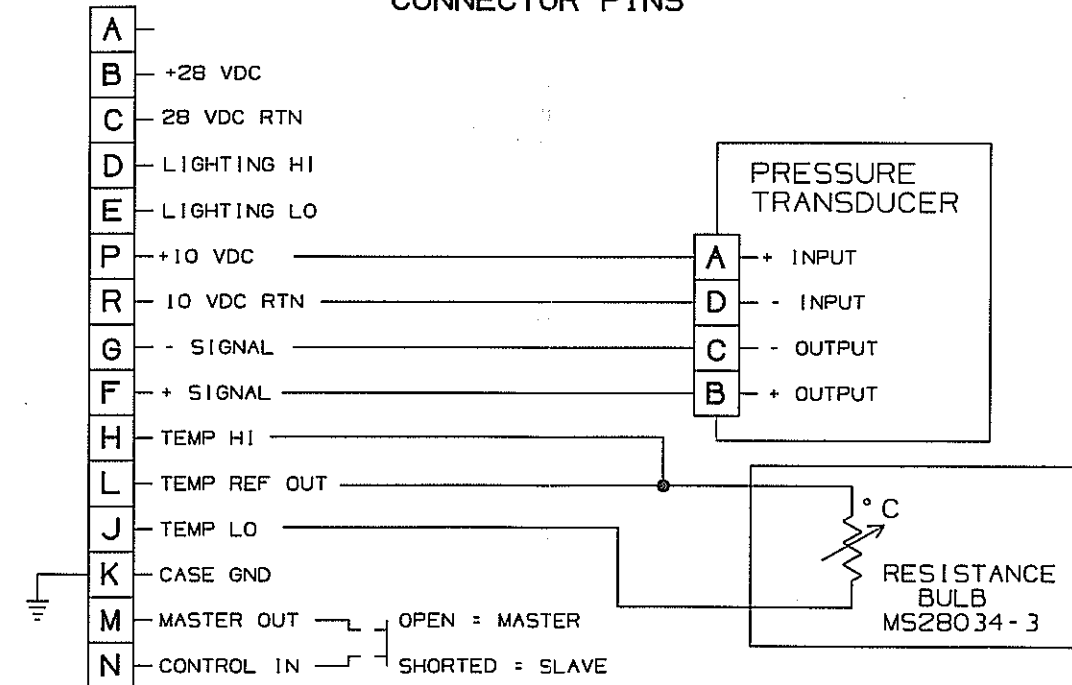 CONNECTOR PINS
A
B +28 VDC
C 28 VDC RTN
D LIGHTING HI
E LIGHTING LO
P +10 VDC
R 10 VDC RTN
G - SIGNAL
F + SIGNAL
H TEMP HI
L TEMP REF OUT
J TEMP LO
K CASE GND
M MASTER OUT OPEN = MASTER
N CONTROL IN SHORTED = SLAVE
PRESSURE
TRANSDUCER
A + INPUT
D - INPUT
C - OUTPUT
B + OUTPUT
° C
RESISTANCE
BULB
MS28034-3